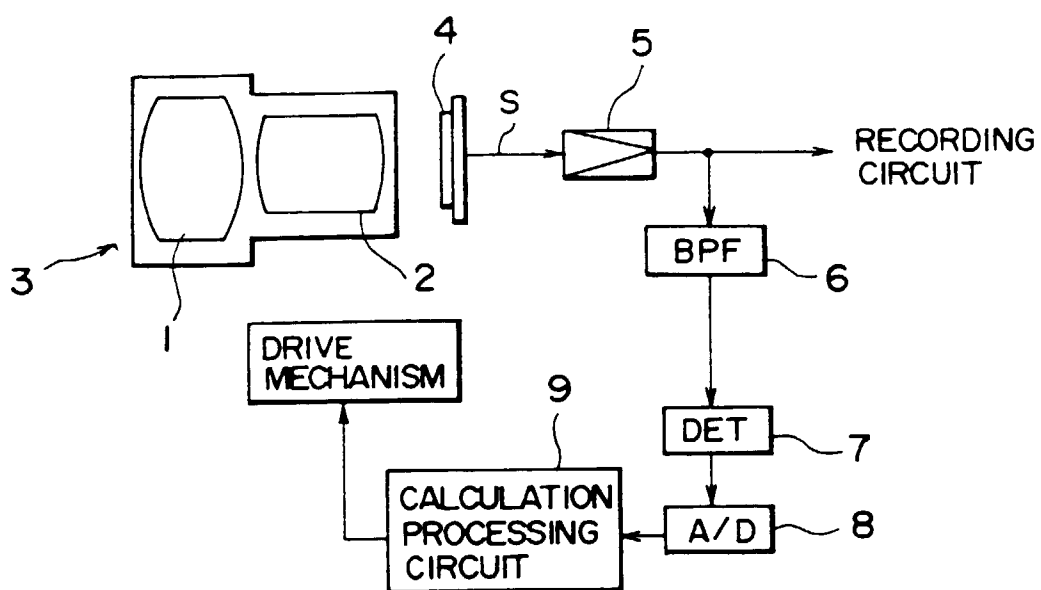 4
5
S
RECORDING
CIRCUIT
3
1
2
BPF
6
DRIVE
MECHANISM
9
DET
7
CALCULATION
PROCESSING
CIRCUIT
A/D
8